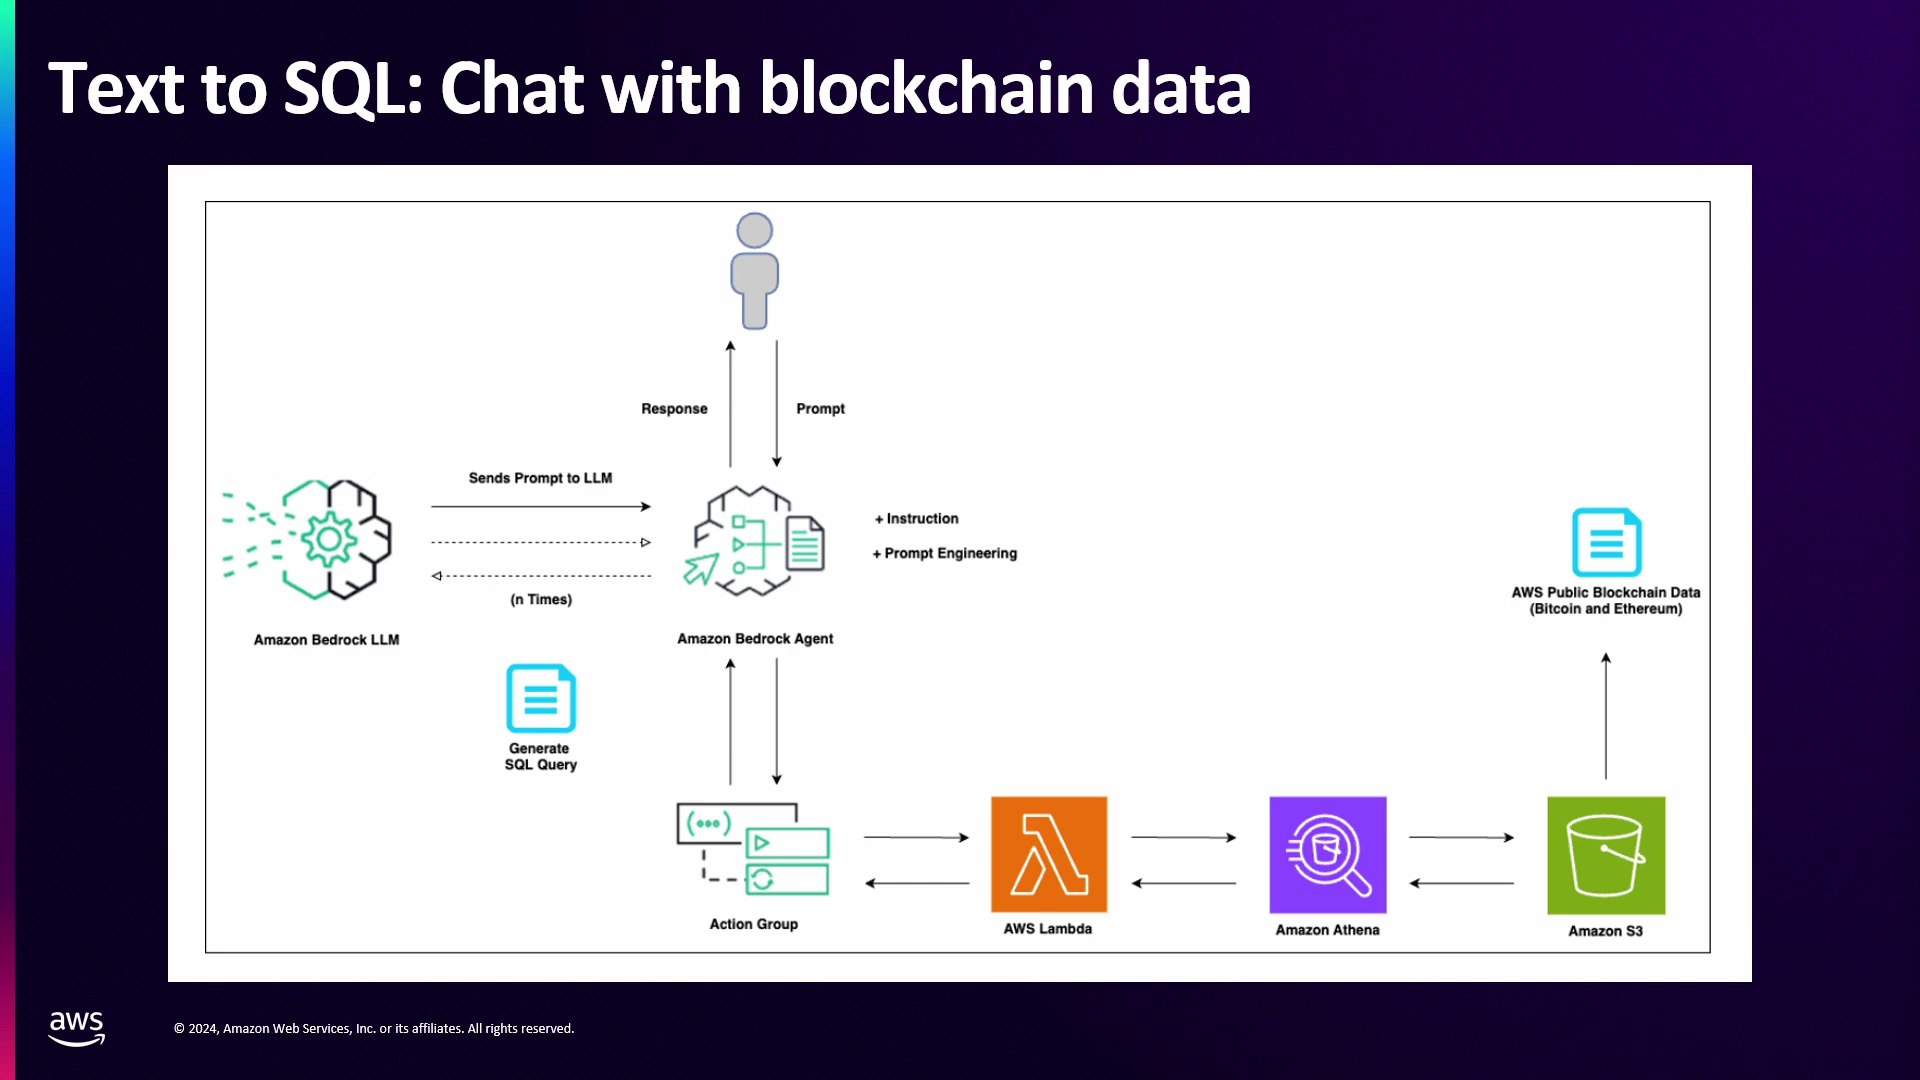 Text to SQL: Chat with blockchain data
Response
Prompt
Sends Prompt to LLM
(n Times)
+ Instruction
+ Prompt Engineering
Amazon Bedrock LLM
Amazon Bedrock Agent
AWS Public Blockchain Data
(Bitcoin and Ethereum)
Generate
SQL Query
Action Group
AWS Lambda
Amazon Athena
Amazon S3
aws
© 2024, Amazon Web Services, Inc. or its affiliates. All rights reserved.